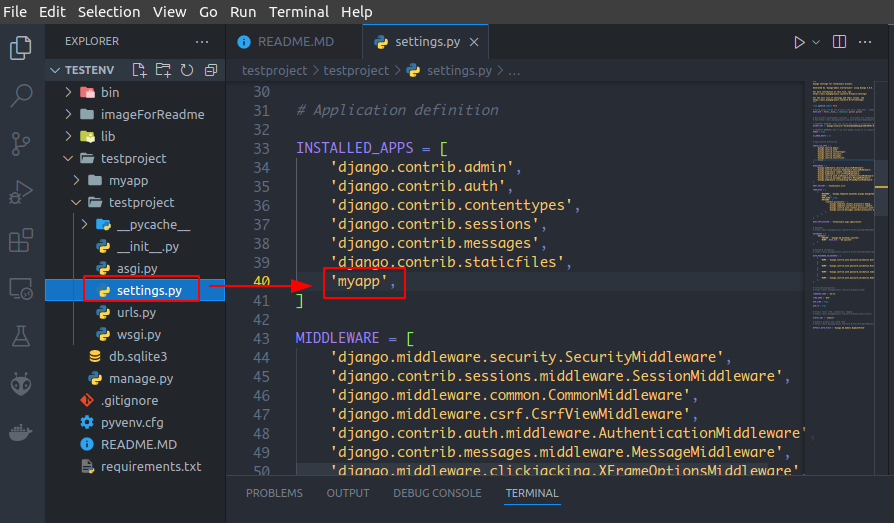 File Edit Selection View Go Run Terminal Help
EXPLORER ...
README.MD
settings.py
TESTENV
testproject > testproject > settings.py > ...
bin
imageForReadme
lib
testproject
myapp
testproject
__pycache__
__init__.py
asgi.py
settings.py
urls.py
wsgi.py
db.sqlite3
manage.py
.gitignore
pyvenv.cfg
README.MD
requirements.txt
30
31 # Application definition
32
33 INSTALLED_APPS = [
34 'django.contrib.admin',
35 'django.contrib.auth',
36 'django.contrib.contenttypes',
37 'django.contrib.sessions',
38 'django.contrib.messages',
39 'django.contrib.staticfiles',
40 'myapp',
41 ]
42
43 MIDDLEWARE = [
44 'django.middleware.security.SecurityMiddleware',
45 'django.contrib.sessions.middleware.SessionMiddleware',
46 'django.middleware.common.CommonMiddleware',
47 'django.middleware.csrf.CsrfViewMiddleware',
48 'django.contrib.auth.middleware.AuthenticationMiddleware',
49 'django.contrib.messages.middleware.MessageMiddleware',
50 'django.middleware.clickjacking.XFrameOptionsMiddleware',
PROBLEMS OUTPUT DEBUG CONSOLE TERMINAL